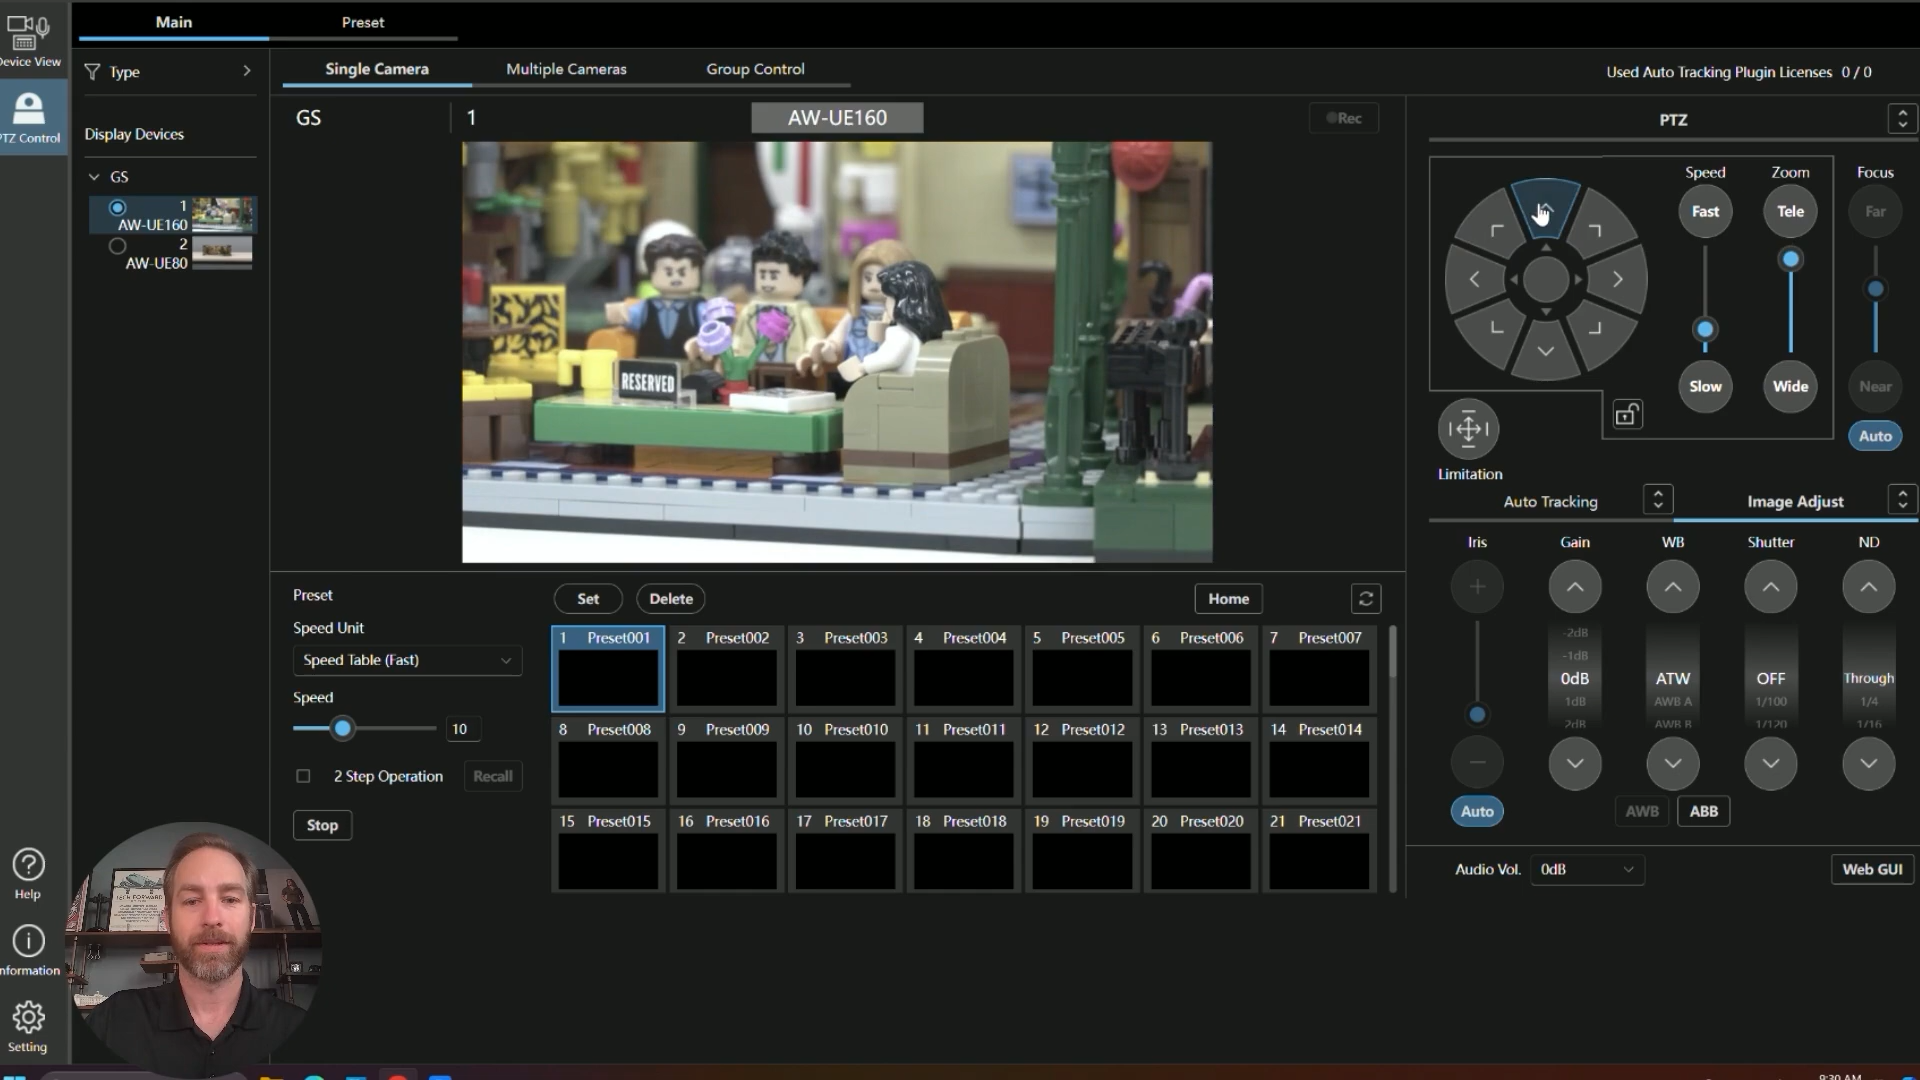 Main
Preset
Device View
PTZ Control
Type
Display Devices
GS
1
AW-UE160
2
AW-UE80
Single Camera
Multiple Cameras
Group Control
Used Auto Tracking Plugin Licenses 0 / 0
GS
1
AW-UE160
Rec
RESERVED
PTZ
Speed
Zoom
Focus
Fast
Tele
Far
Slow
Wide
Near
Auto
Limitation
Auto Tracking
Image Adjust
Iris
Gain
WB
Shutter
ND
-2dB
-1dB
0dB
1dB
2dB
ATW
AWB A
AWB B
OFF
1/100
1/120
Through
1/4
1/16
Auto
AWB
ABB
Audio Vol.
0dB
Web GUI
Preset
Set
Delete
Home
Speed Unit
Speed Table (Fast)
Speed
10
2 Step Operation
Recall
Stop
1 Preset001
2 Preset002
3 Preset003
4 Preset004
5 Preset005
6 Preset006
7 Preset007
8 Preset008
9 Preset009
10 Preset010
11 Preset011
12 Preset012
13 Preset013
14 Preset014
15 Preset015
16 Preset016
17 Preset017
18 Preset018
19 Preset019
20 Preset020
21 Preset021
Help
nformation
Setting
TECH FORWARD
9:30 AM